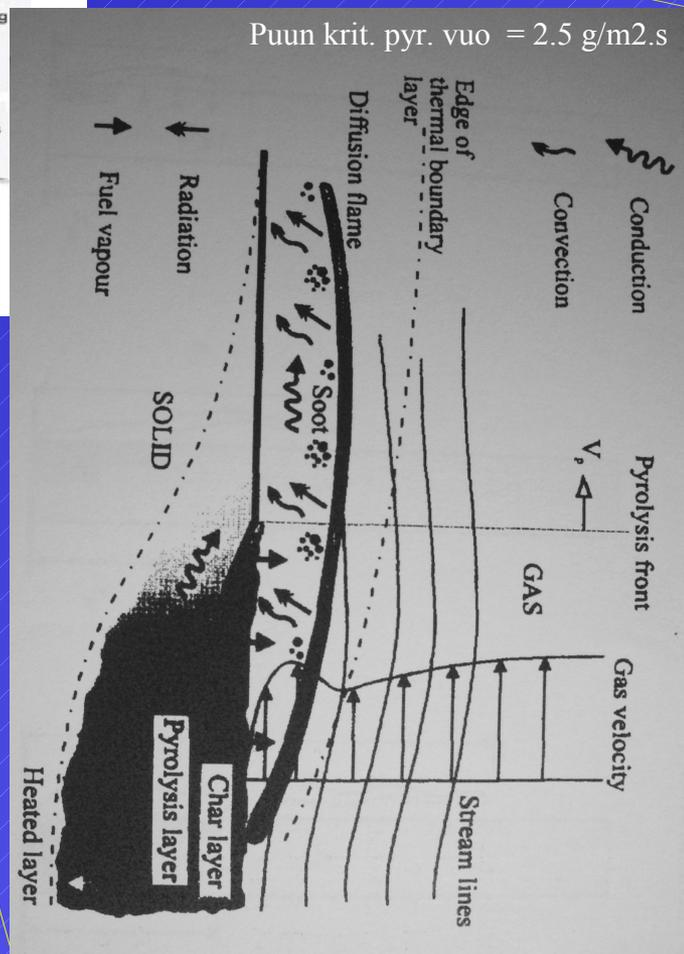 Puun krit. pyr. vuo = 2.5 g/m2.s
Conduction
Convection
Edge of
thermal boundary
layer
Diffusion flame
Radiation
Fuel vapour
Pyrolysis front
Vp
GAS
Gas velocity
Soot
SOLID
Stream lines
Char layer
Pyrolysis layer
Heated layer
g